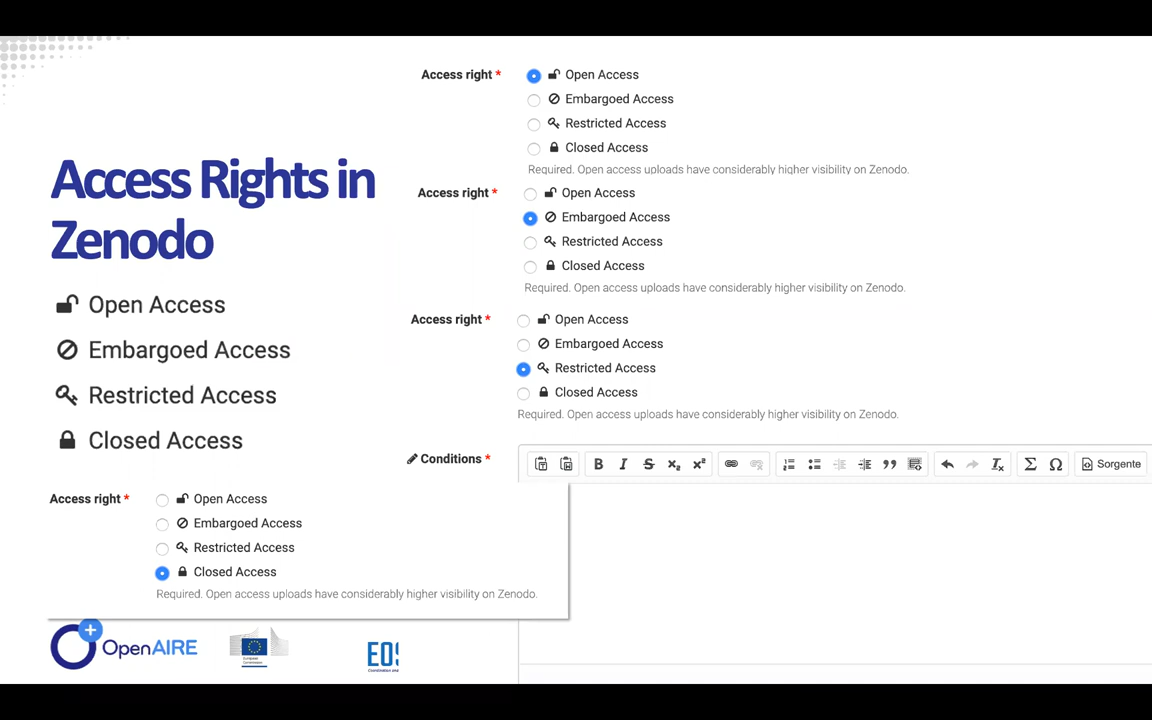 Access Rights in
Zenodo
Open Access
Embargoed Access
Restricted Access
Closed Access
Access right *
Open Access
Embargoed Access
Restricted Access
Closed Access
Required. Open access uploads have considerably higher visibility on Zenodo.
Access right *
Open Access
Embargoed Access
Restricted Access
Closed Access
Required. Open access uploads have considerably higher visibility on Zenodo.
Access right *
Open Access
Embargoed Access
Restricted Access
Closed Access
Required. Open access uploads have considerably higher visibility on Zenodo.
Conditions *
B I S x₂ x² Σ Ω Sorgente
Access right *
Open Access
Embargoed Access
Restricted Access
Closed Access
Required. Open access uploads have considerably higher visibility on Zenodo.
OpenAIRE
European
Commission